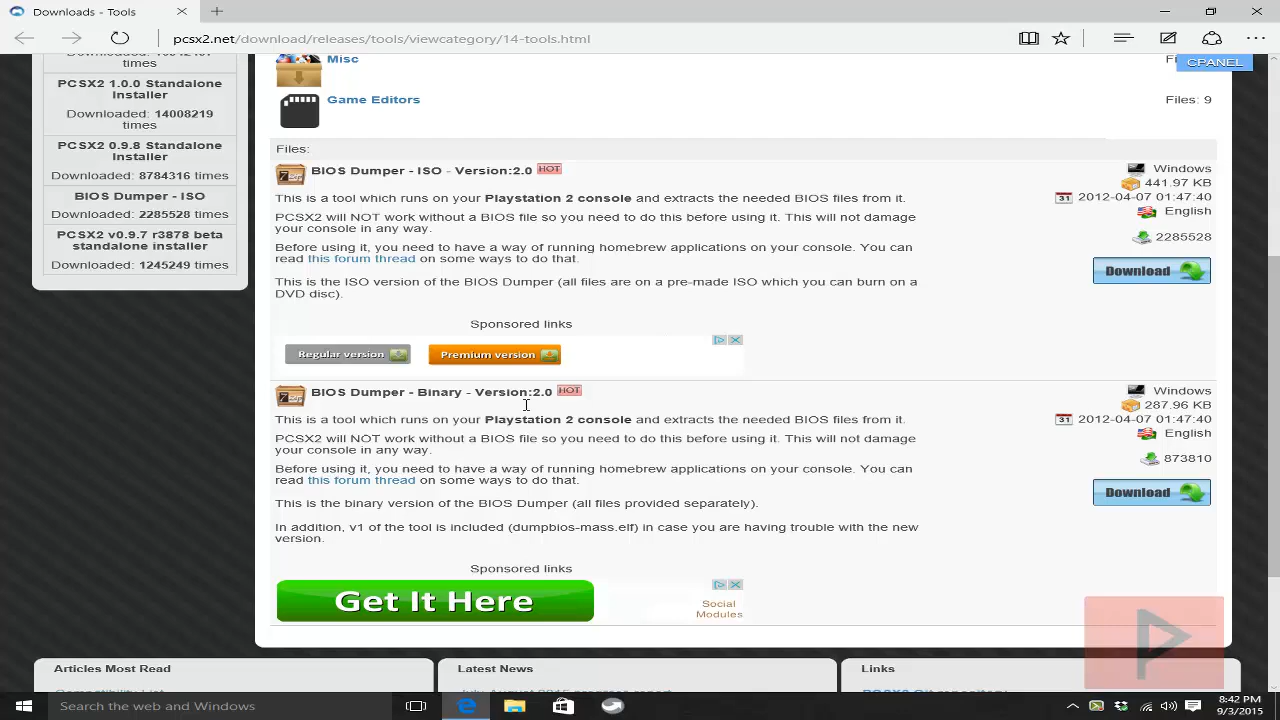 Downloads - Tools
pcsx2.net/download/releases/tools/viewcategory/14-tools.html
times
PCSX2 1.0.0 Standalone
Installer
Downloaded: 14008219
times
PCSX2 0.9.8 Standalone
Installer
Downloaded: 8784316 times
BIOS Dumper - ISO
Downloaded: 2285528 times
PCSX2 v0.9.7 r3878 beta
standalone installer
Downloaded: 1245249 times
Misc
CPANEL
Game Editors
Files: 9
Files:
BIOS Dumper - ISO - Version:2.0 HOT
This is a tool which runs on your Playstation 2 console and extracts the needed BIOS files from it.
PCSX2 will NOT work without a BIOS file so you need to do this before using it. This will not damage
your console in any way.
Before using it, you need to have a way of running homebrew applications on your console. You can
read this forum thread on some ways to do that.
This is the ISO version of the BIOS Dumper (all files are on a pre-made ISO which you can burn on a
DVD disc).
Windows
441.97 KB
31 2012-04-07 01:47:40
English
2285528
Download
Sponsored links
Regular version
Premium version
BIOS Dumper - Binary - Version:2.0 HOT
This is a tool which runs on your Playstation 2 console and extracts the needed BIOS files from it.
PCSX2 will NOT work without a BIOS file so you need to do this before using it. This will not damage
your console in any way.
Before using it, you need to have a way of running homebrew applications on your console. You can
read this forum thread on some ways to do that.
This is the binary version of the BIOS Dumper (all files provided separately).
In addition, v1 of the tool is included (dumpbios-mass.elf) in case you are having trouble with the new
version.
Windows
287.96 KB
31 2012-04-07 01:47:40
English
873810
Download
Sponsored links
Get It Here
Social
Modules
Articles Most Read
Latest News
Links
Search the web and Windows
8:42 PM
9/3/2015